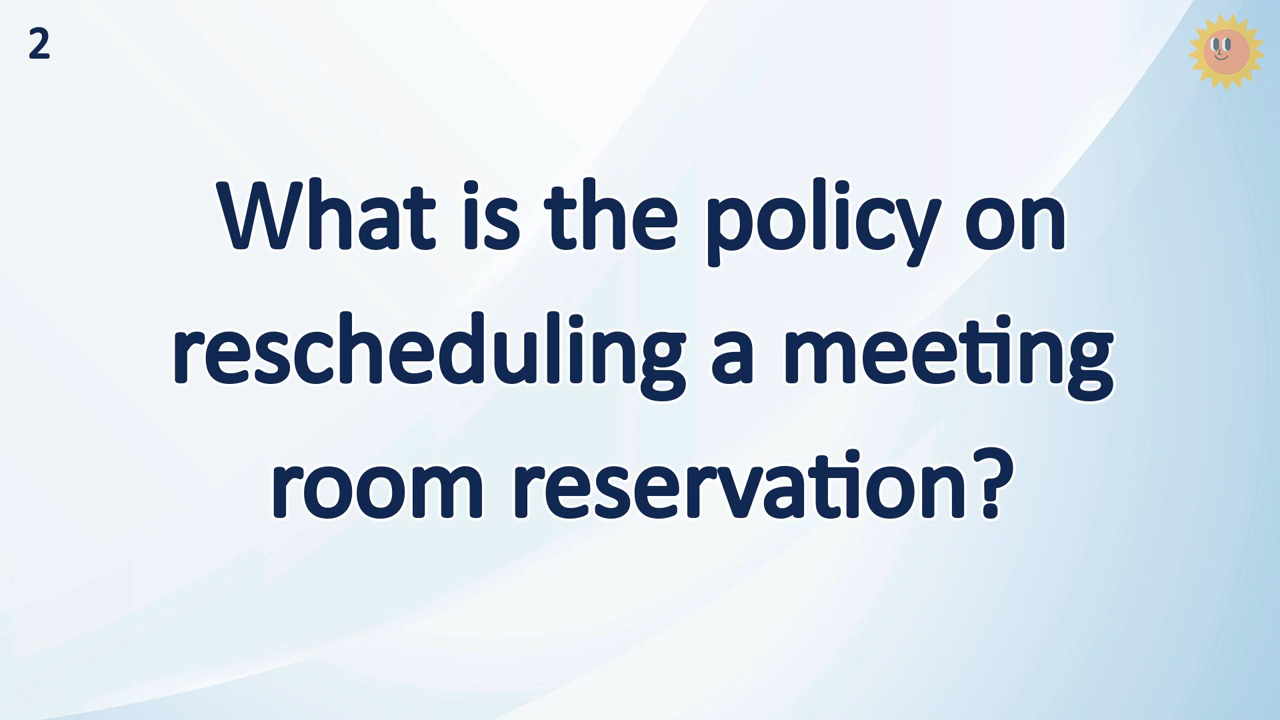 2
What is the policy on
rescheduling a meeting
room reservation?